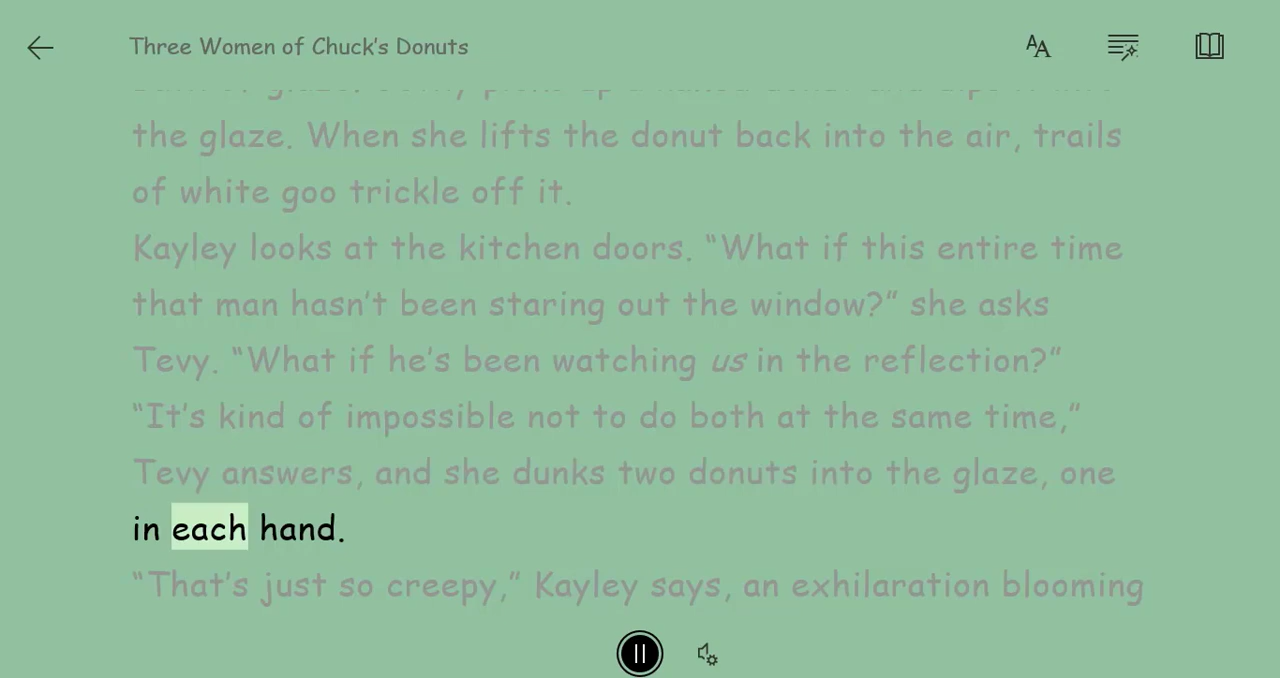 Three Women of Chuck's Donuts
the glaze. When she lifts the donut back into the air, trails
of white goo trickle off it.
Kayley looks at the kitchen doors. “What if this entire time
that man hasn't been staring out the window?” she asks
Tevy. “What if he's been watching us in the reflection?”
“It's kind of impossible not to do both at the same time,”
Tevy answers, and she dunks two donuts into the glaze, one
in each hand.
“That's just so creepy,” Kayley says, an exhilaration blooming